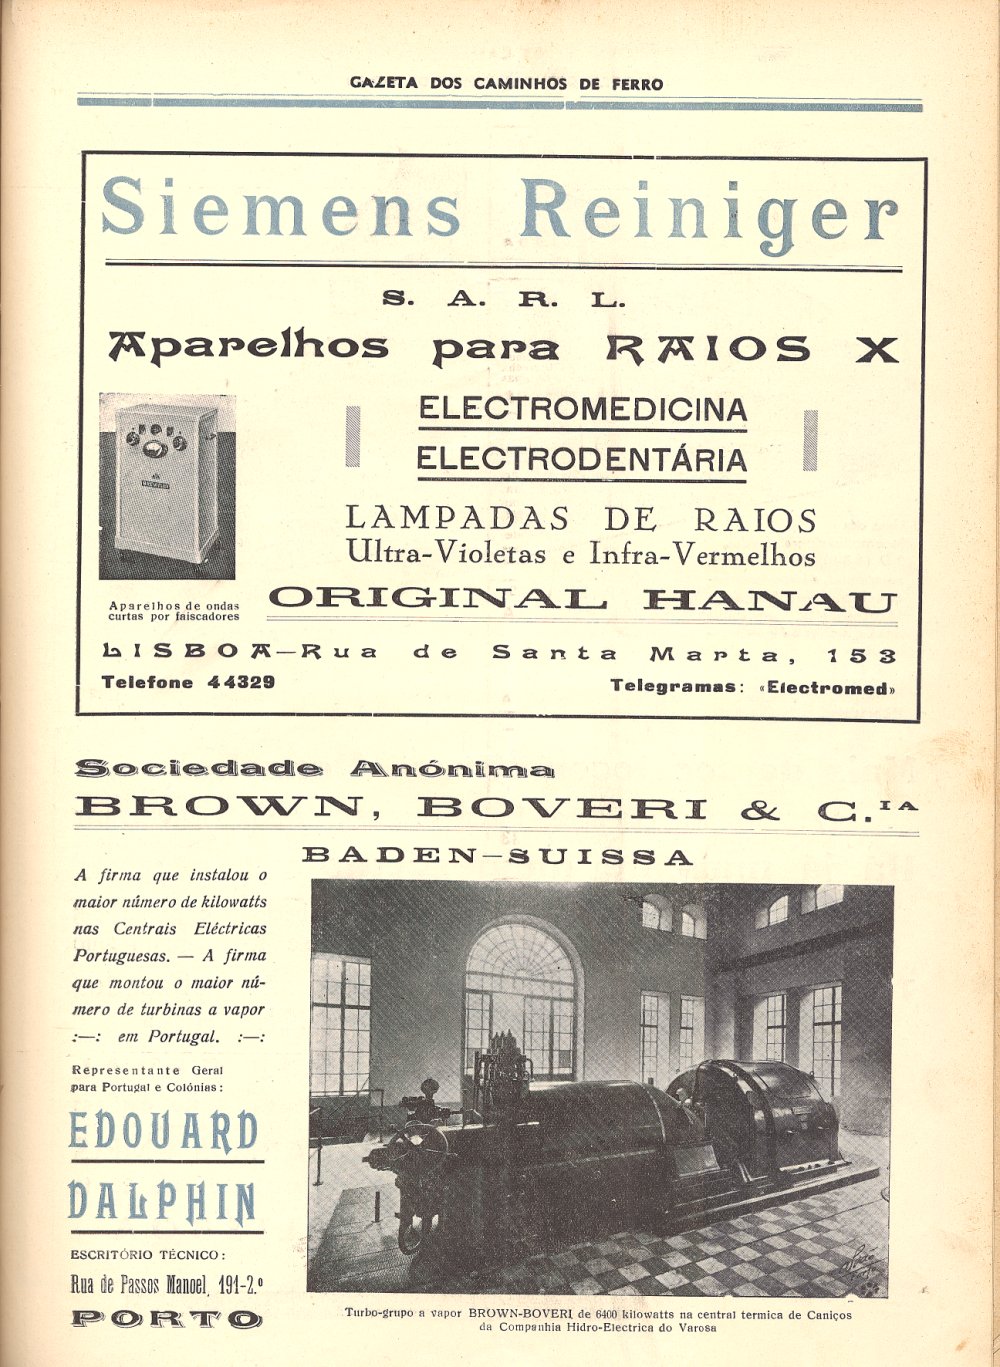 GAZETA DOS CAMINHOS DE FERRO
Siemens Reiniger
S. A. R. L.
Aparelhos para RAIOS X
ELECTROMEDICINA
ELECTRODENTÁRIA
LAMPADAS DE RAIOS
Ultra-Violetas e Infra-Vermelhos
ORIGINAL HANAU
Aparelhos de ondas
curtas por faiscadores
LISBOA—Rua de Santa Marta, 153
Telefone 44329
Telegramas: «Electromed»
Sociedade Anónima
BROWN, BOVERI & C.IA
BADEN—SUISSA
A firma que instalou o
maior número de kilowatts
nas Centrais Eléctricas
Portuguesas. — A firma
que montou o maior nú-
mero de turbinas a vapor
:—: em Portugal. :—:
Representante Geral
para Portugal e Colónias:
EDOUARD
DALPHIN
ESCRITÓRIO TÉCNICO:
Rua de Passos Manoel, 191-2.º
PORTO
Turbo-grupo a vapor BROWN-BOVERI de 6400 kilowatts na central termica de Caniços
da Companhia Hidro-Electrica do Varosa